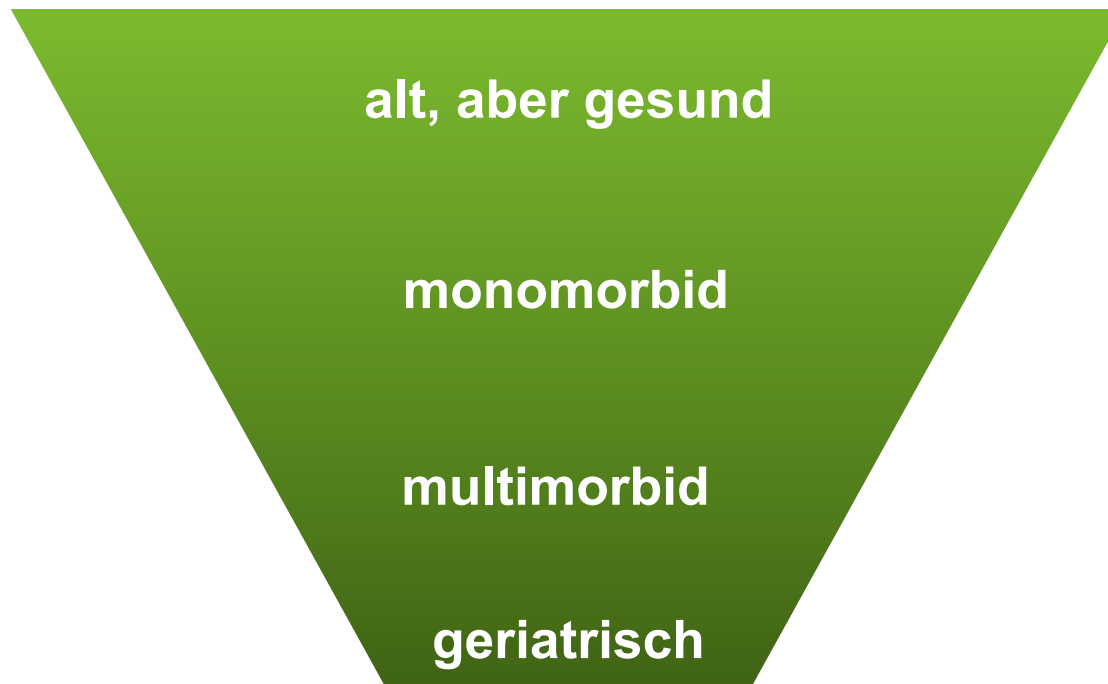 alt, aber gesund
monomorbid
multimorbid
geriatrisch